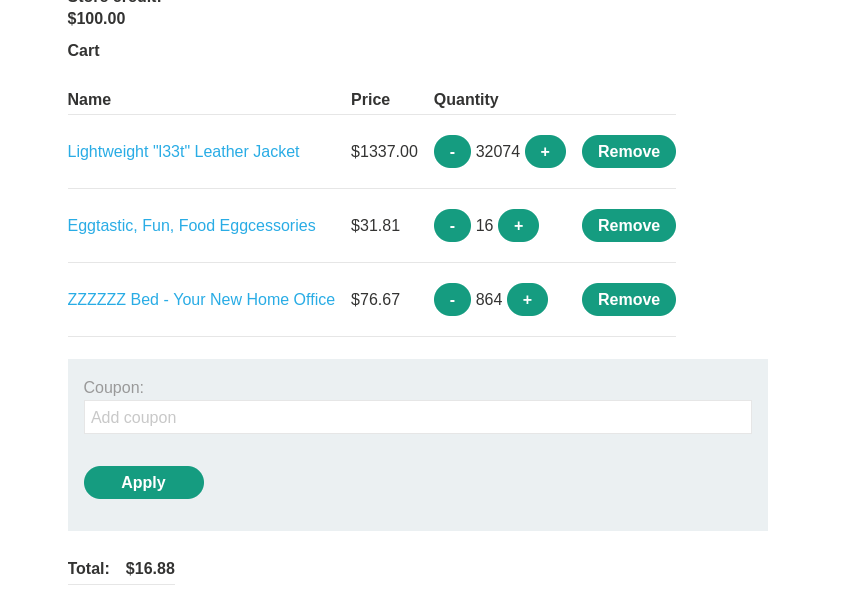 Store credit:
$100.00
Cart
Name Price Quantity
Lightweight "l33t" Leather Jacket $1337.00 - 32074 + Remove
Eggtastic, Fun, Food Eggcessories $31.81 - 16 + Remove
ZZZZZZ Bed - Your New Home Office $76.67 - 864 + Remove
Coupon:
Add coupon
Apply
Total: $16.88